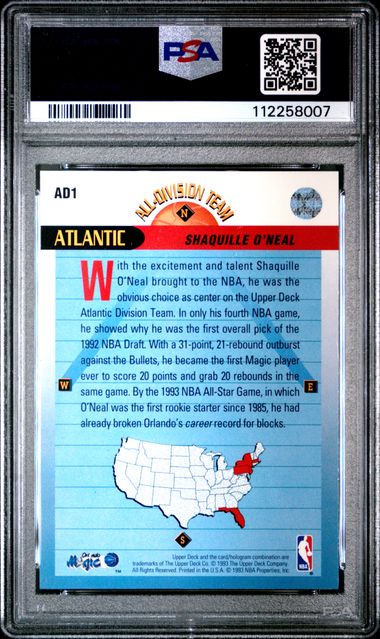 PSA
112258007
AD1
ALL-DIVISION TEAM
N
ATLANTIC
SHAQUILLE O'NEAL
With the excitement and talent Shaquille
O'Neal brought to the NBA, he was the
obvious choice as center on the Upper Deck
Atlantic Division Team. In only his fourth NBA game,
he showed why he was the first overall pick of the
1992 NBA Draft. With a 31-point, 21-rebound outburst
against the Bullets, he became the first Magic player
ever to score 20 points and grab 20 rebounds in the
same game. By the 1993 NBA All-Star Game, in which
O'Neal was the first rookie starter since 1985, he had
already broken Orlando's career record for blocks.
W
E
S
Orlando
Magic
TM
Upper Deck and the card/hologram combination are
trademarks of The Upper Deck Co. © 1993 The Upper Deck Company.
All Rights Reserved. Printed in the U.S.A. © 1993 NBA Properties, Inc.
NBA
PSA